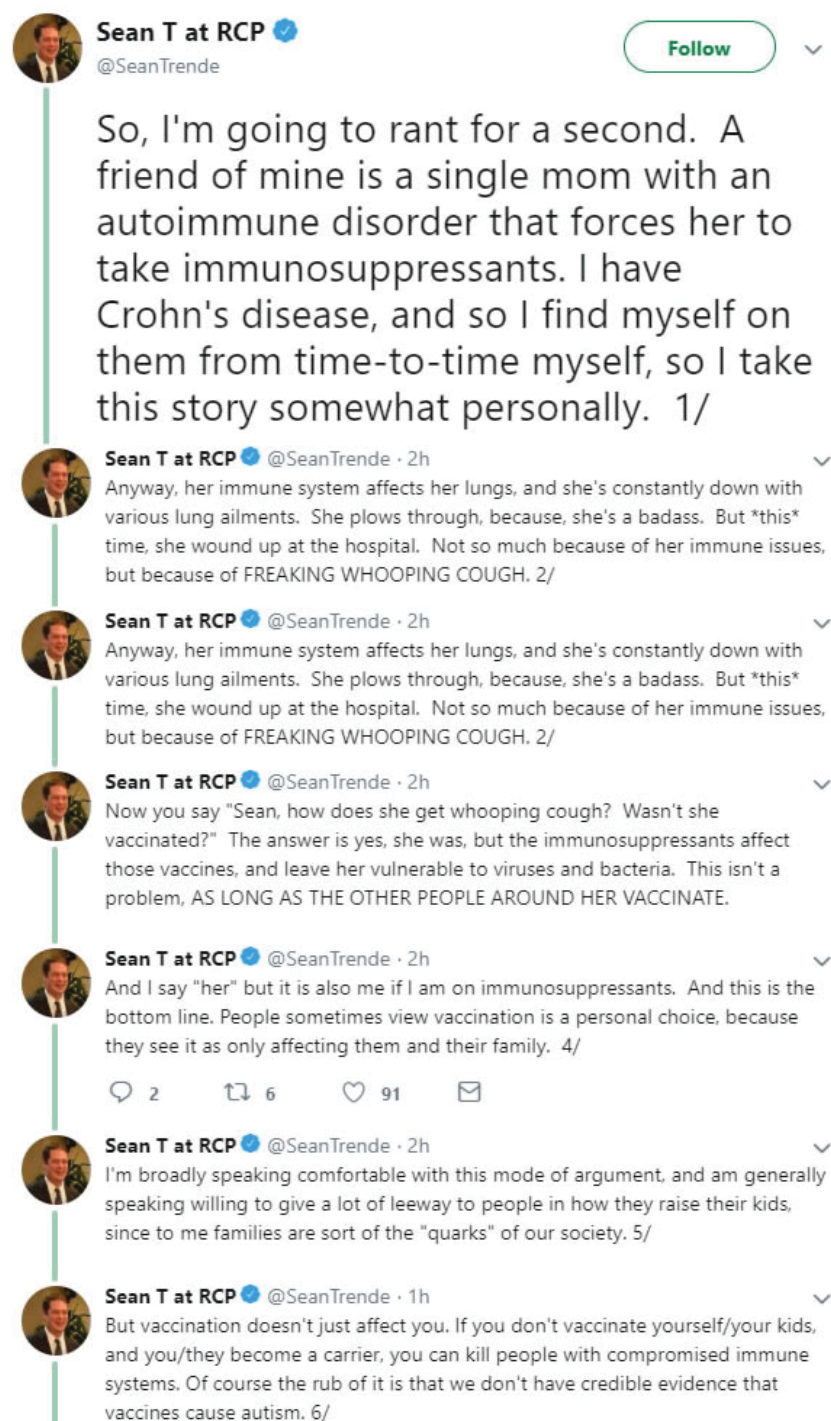 Sean T at RCP
@SeanTrende
Follow
So, I'm going to rant for a second. A
friend of mine is a single mom with an
autoimmune disorder that forces her to
take immunosuppressants. I have
Crohn's disease, and so I find myself on
them from time-to-time myself, so I take
this story somewhat personally. 1/
Sean T at RCP @SeanTrende · 2h
Anyway, her immune system affects her lungs, and she's constantly down with
various lung ailments. She plows through, because, she's a badass. But *this*
time, she wound up at the hospital. Not so much because of her immune issues,
but because of FREAKING WHOOPING COUGH. 2/
Sean T at RCP @SeanTrende · 2h
Anyway, her immune system affects her lungs, and she's constantly down with
various lung ailments. She plows through, because, she's a badass. But *this*
time, she wound up at the hospital. Not so much because of her immune issues,
but because of FREAKING WHOOPING COUGH. 2/
Sean T at RCP @SeanTrende · 2h
Now you say "Sean, how does she get whooping cough? Wasn't she
vaccinated?" The answer is yes, she was, but the immunosuppressants affect
those vaccines, and leave her vulnerable to viruses and bacteria. This isn't a
problem, AS LONG AS THE OTHER PEOPLE AROUND HER VACCINATE.
Sean T at RCP @SeanTrende · 2h
And I say "her" but it is also me if I am on immunosuppressants. And this is the
bottom line. People sometimes view vaccination is a personal choice, because
they see it as only affecting them and their family. 4/
2 6 91
Sean T at RCP @SeanTrende · 2h
I'm broadly speaking comfortable with this mode of argument, and am generally
speaking willing to give a lot of leeway to people in how they raise their kids,
since to me families are sort of the "quarks" of our society. 5/
Sean T at RCP @SeanTrende · 1h
But vaccination doesn't just affect you. If you don't vaccinate yourself/your kids,
and you/they become a carrier, you can kill people with compromised immune
systems. Of course the rub of it is that we don't have credible evidence that
vaccines cause autism. 6/